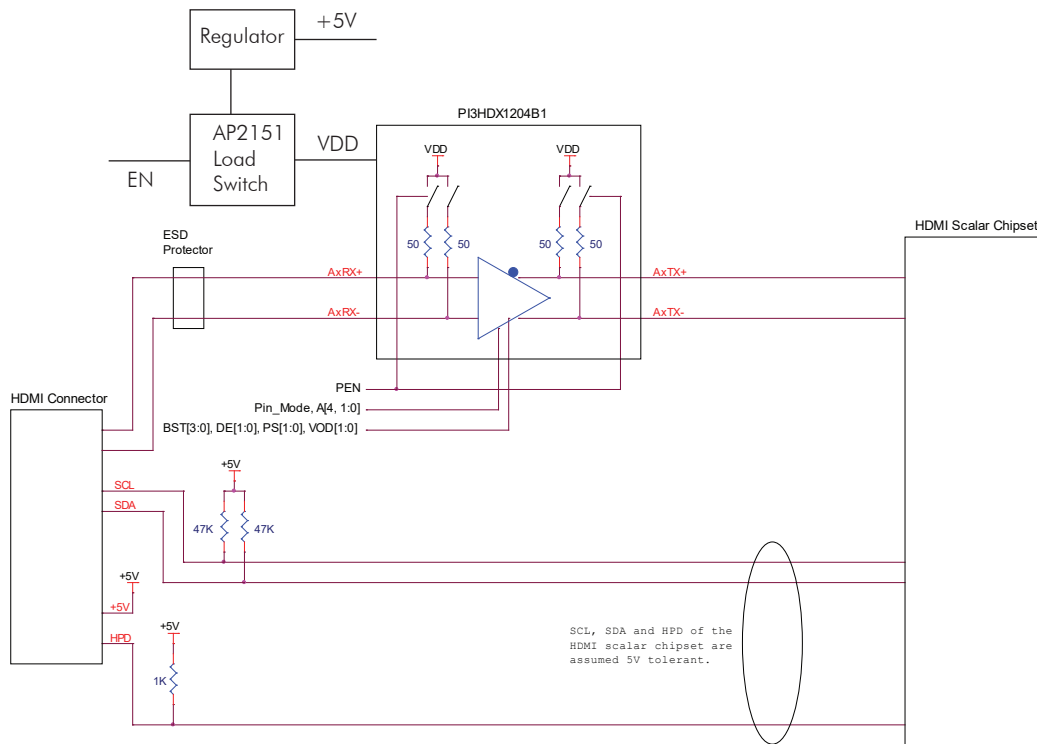 +5V
Regulator
PI3HDX1204B1
AP2151
Load
Switch
VDD
EN
VDD
VDD
ESD
Protector
50
50
50
50
HDMI Scalar Chipset
AxRX+
AxTX+
AxRX-
AxTX-
PEN
Pin_Mode, A[4, 1:0]
BST[3:0], DE[1:0], PS[1:0], VOD[1:0]
HDMI Connector
+5V
SCL
SDA
47K
47K
+5V
+5V
+5V
HPD
1K
SCL, SDA and HPD of the
HDMI scalar chipset are
assumed 5V tolerant.